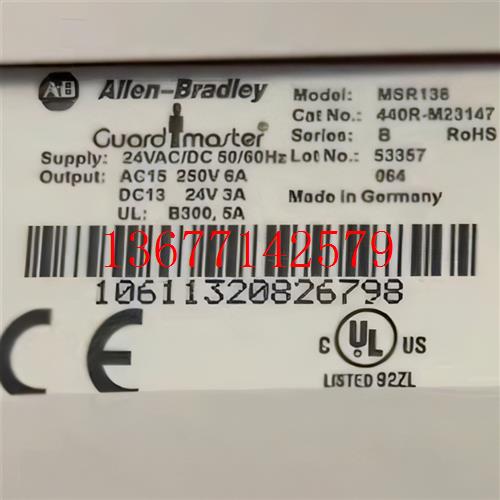 AB Allen-Bradley
Guardmaster
Supply: 24VAC/DC 50/60Hz
Output: AC15 250V 6A
DC13 24V 3A
UL: B300, 5A
Model: MSR138
Cat No.: 440R-M23147
Series: B RoHS
Lot No.: 53357
064
Made in Germany
13677142579
10611320826798
CE
C UL US
LISTED 92ZL